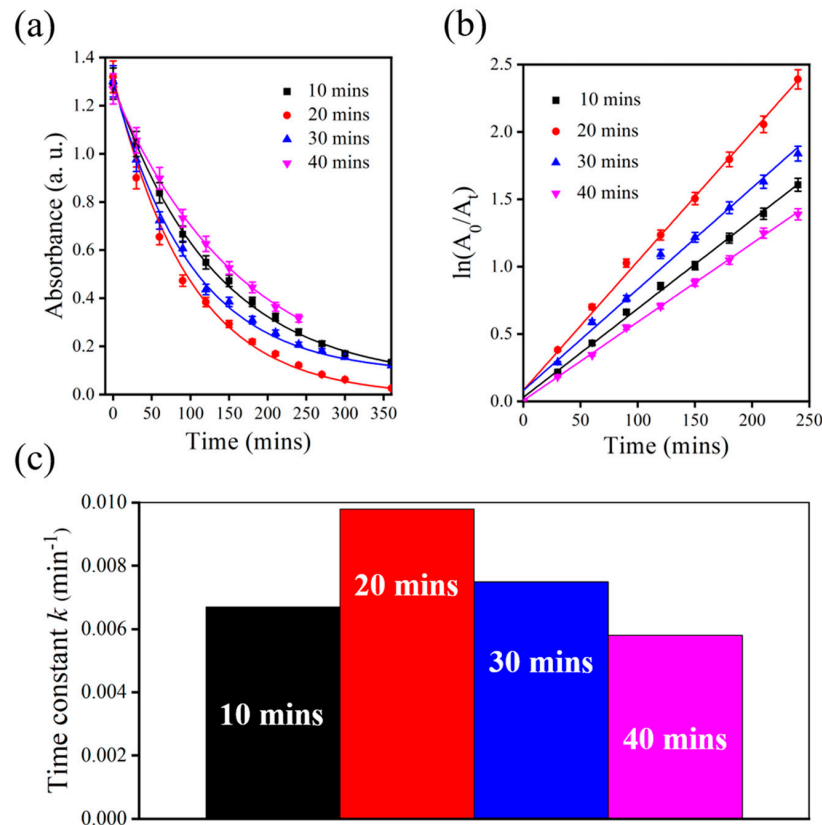 (a)
Absorbance (a. u.)
1.4
1.2
1.0
0.8
0.6
0.4
0.2
0.0
0 50 100 150 200 250 300 350
Time (mins)
10 mins
20 mins
30 mins
40 mins
(b)
ln(A₀/Aₜ)
2.5
2.0
1.5
1.0
0.5
0.0
0 50 100 150 200 250
Time (mins)
10 mins
20 mins
30 mins
40 mins
(c)
Time constant k (min⁻¹)
0.010
0.008
0.006
0.004
0.002
0.000
10 mins
20 mins
30 mins
40 mins